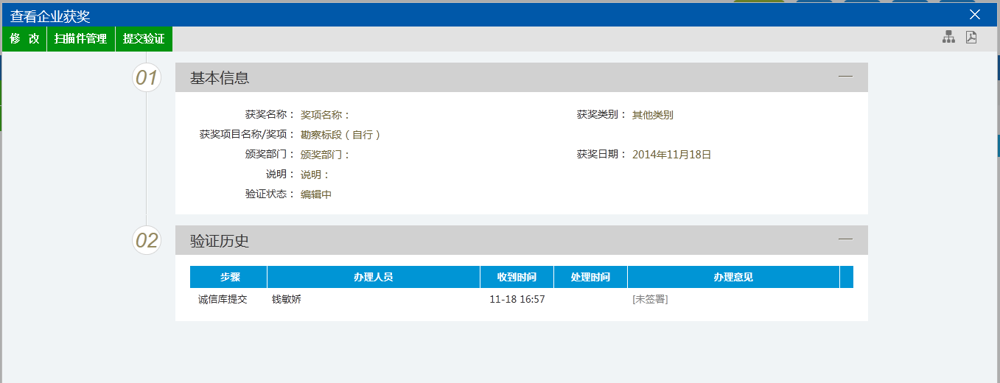 查看企业获奖
修 改 扫描件管理 提交验证
01 基本信息
获奖名称： 奖项名称： 获奖类别： 其他类别
获奖项目名称/奖项： 勘察标段（自行）
颁奖部门： 颁奖部门： 获奖日期： 2014年11月18日
说明： 说明：
验证状态： 编辑中
02 验证历史
步骤 办理人员 收到时间 处理时间 办理意见
诚信库提交 钱敏娇 11-18 16:57 [未签署]